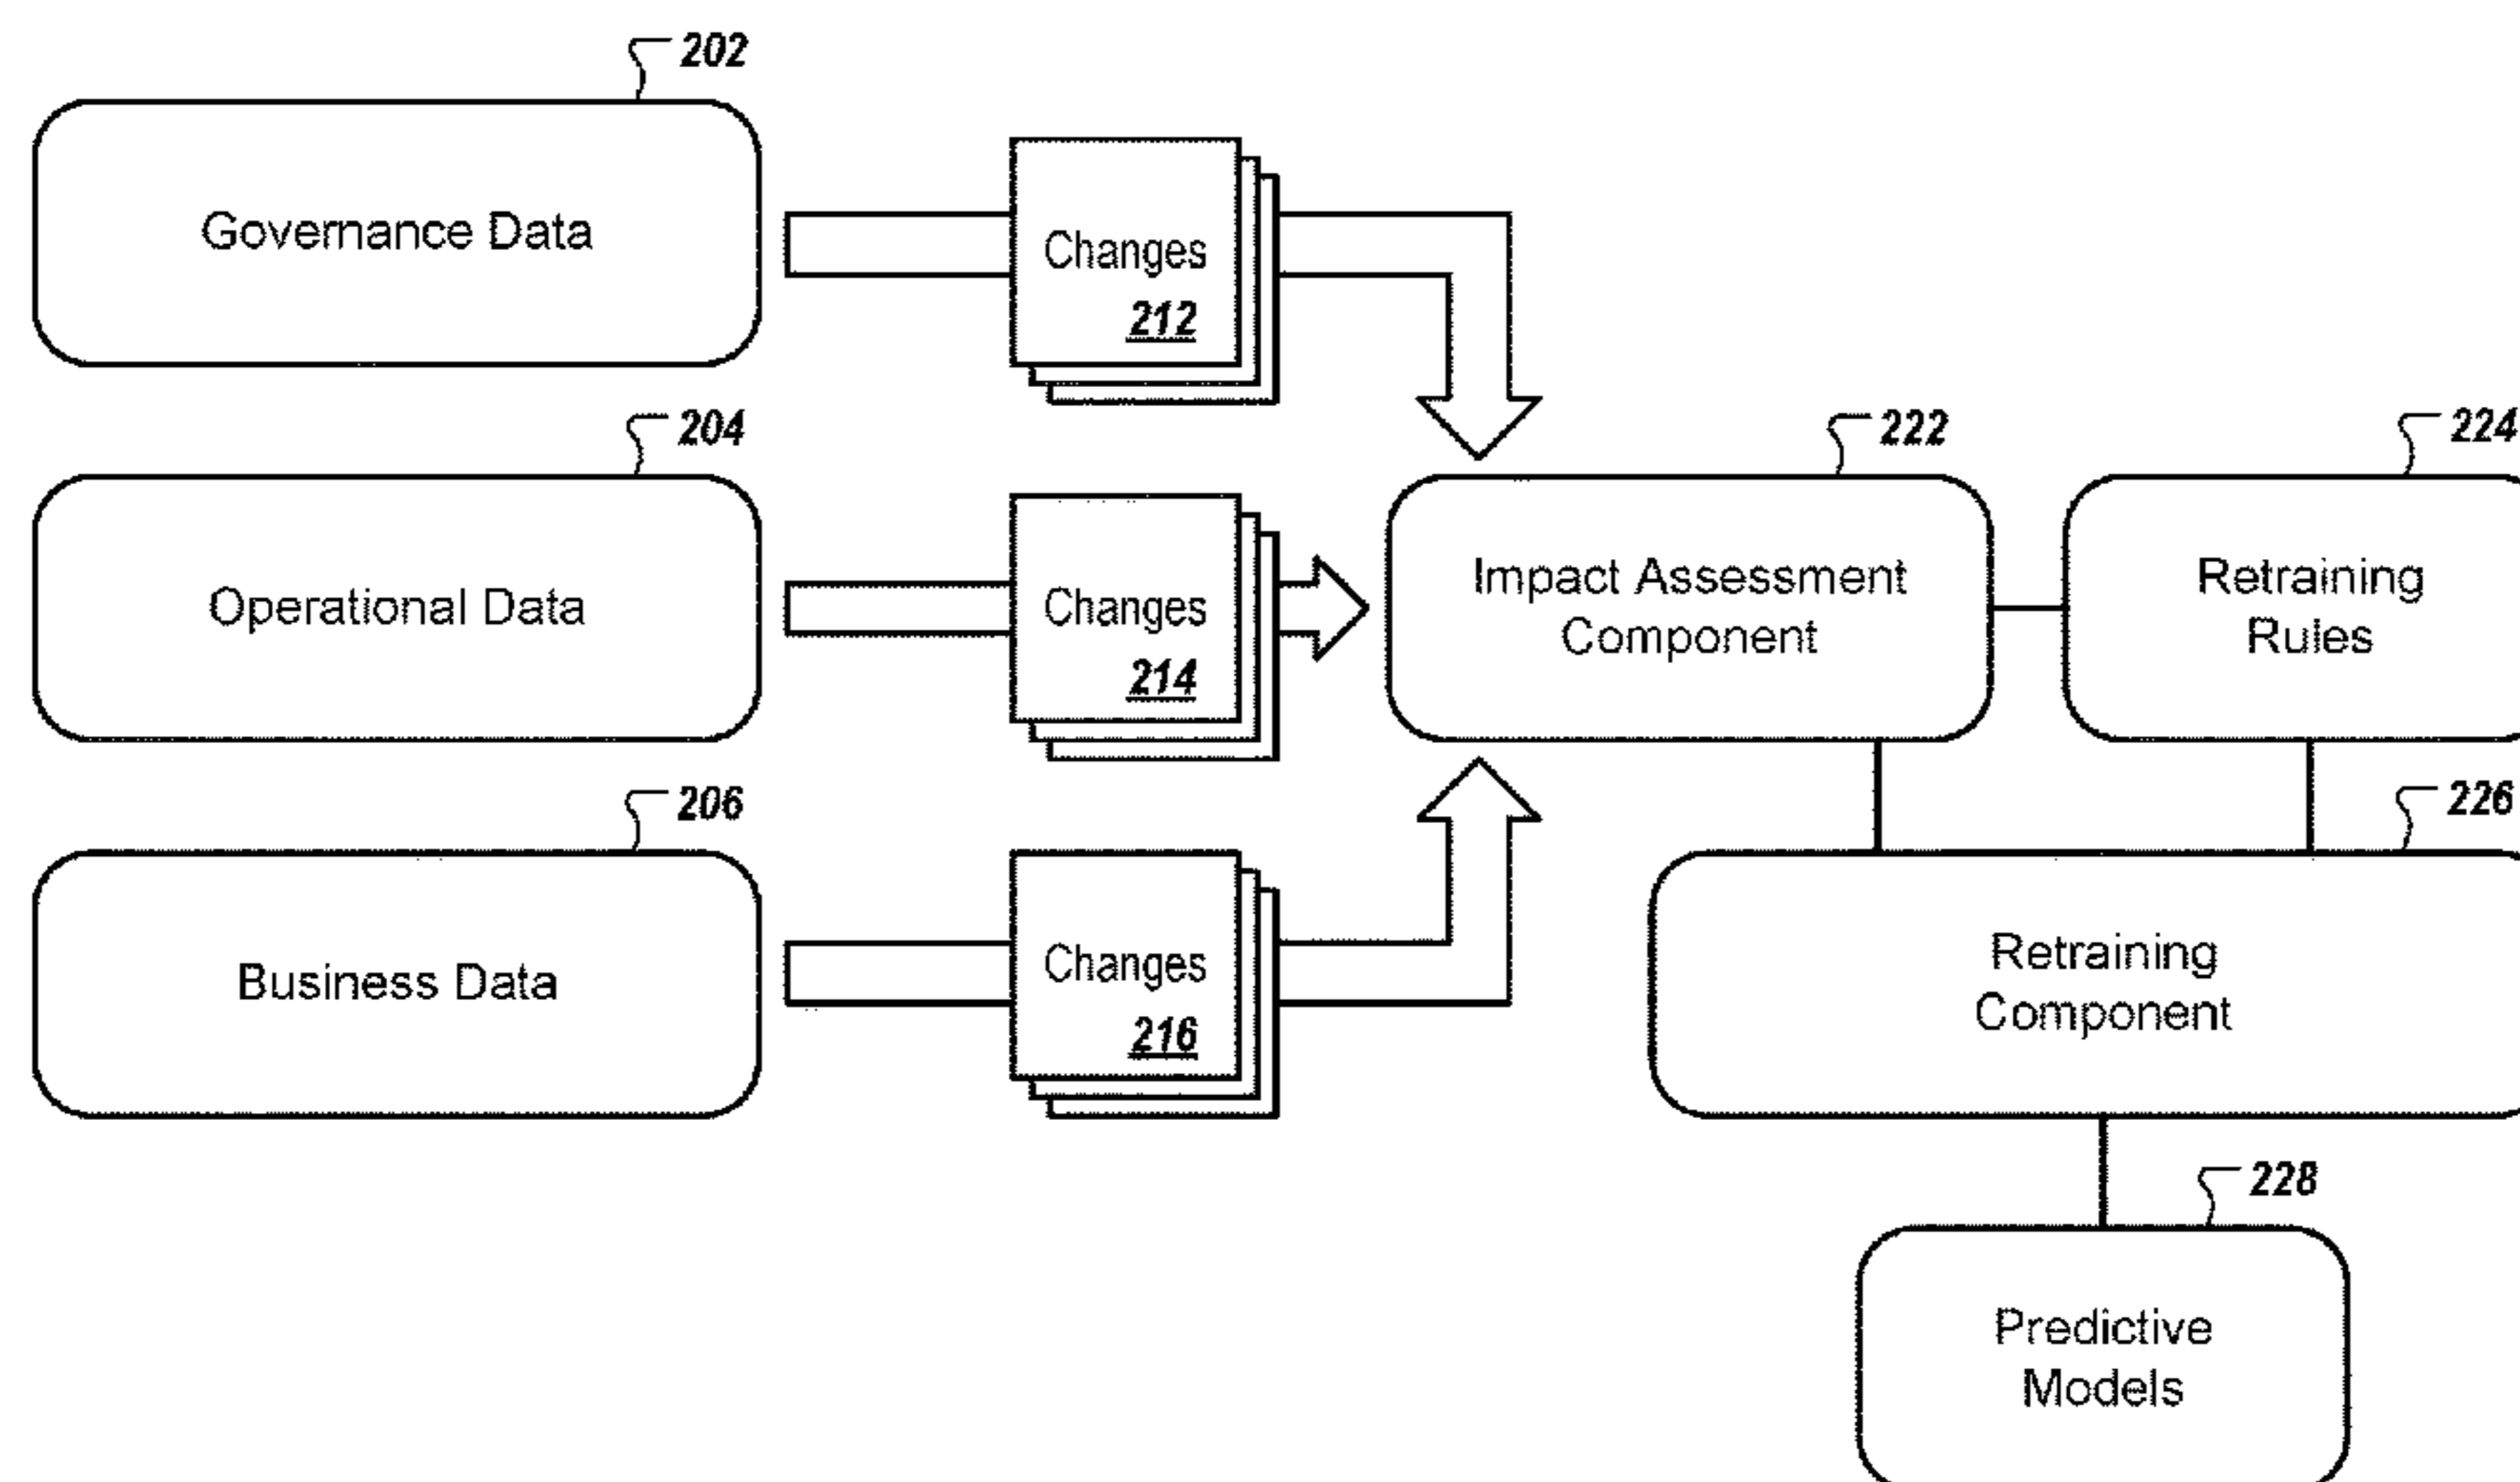 202
Governance Data
Changes
212
204
Operational Data
Changes
214
222
Impact Assessment
Component
224
Retraining
Rules
206
Business Data
Changes
216
226
Retraining
Component
228
Predictive
Models